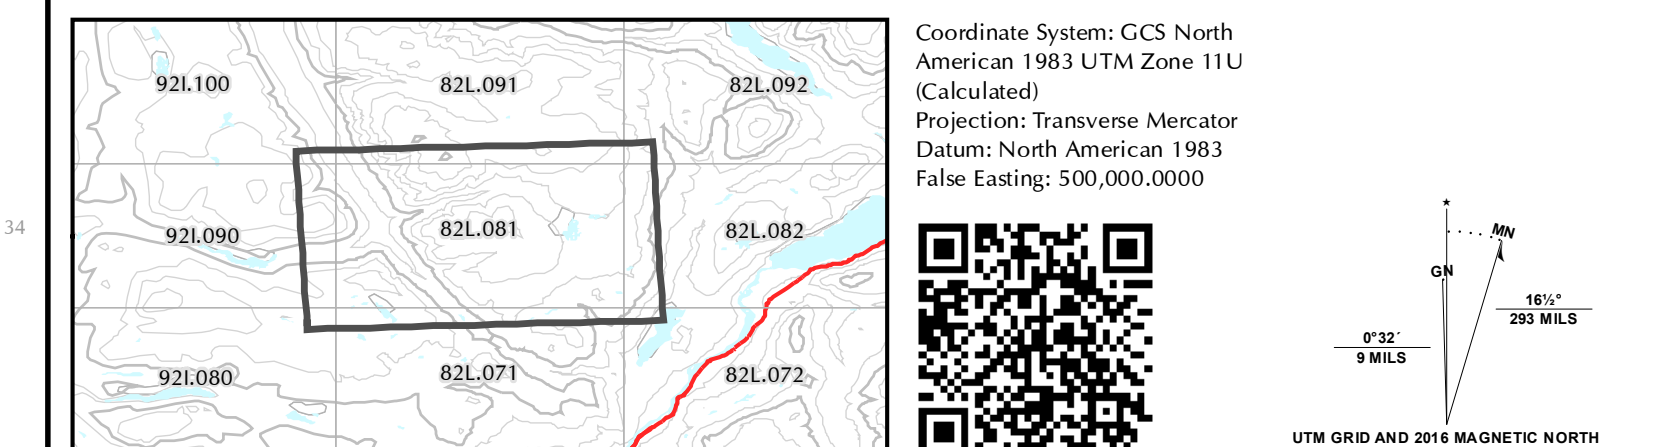 34
92I.100
82L.091
82L.092
92I.090
82L.081
82L.082
92I.080
82L.071
82L.072
Coordinate System: GCS North
American 1983 UTM Zone 11U
(Calculated)
Projection: Transverse Mercator
Datum: North American 1983
False Easting: 500,000.0000
MN
GN
16½°
293 MILS
0°32´
9 MILS
UTM GRID AND 2016 MAGNETIC NORTH